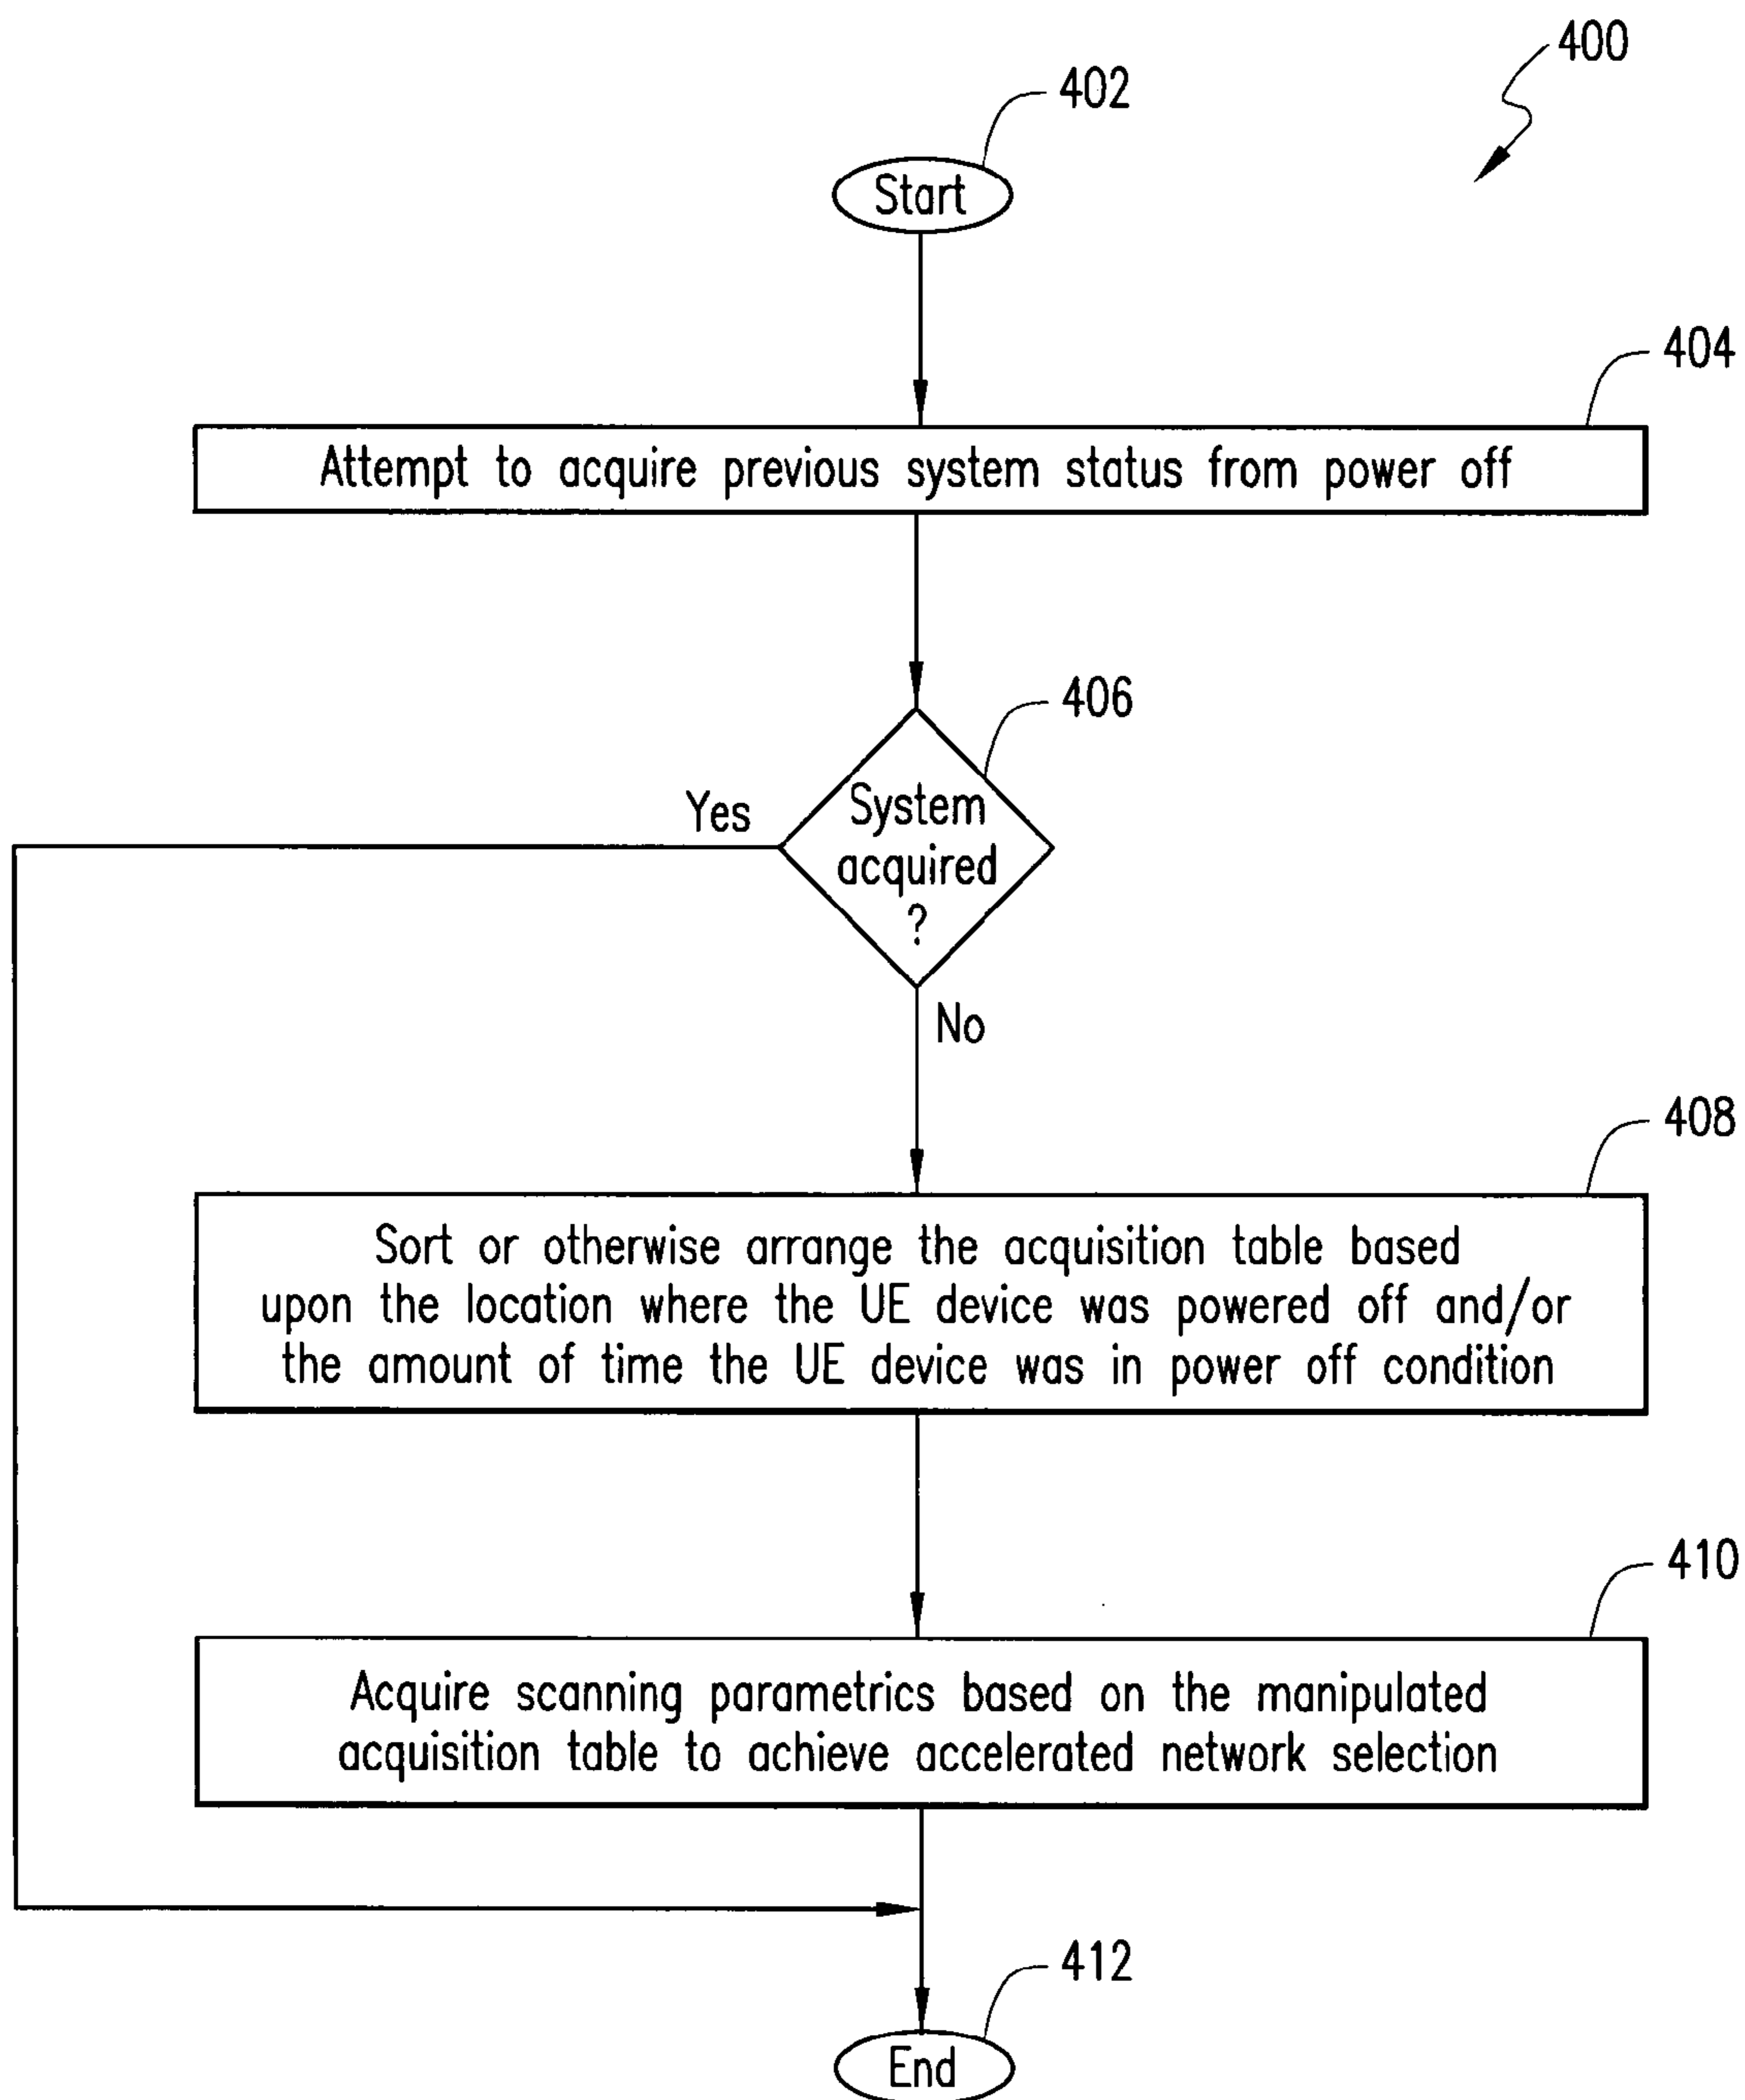 400
402
Start
404
Attempt to acquire previous system status from power off
406
Yes
System
acquired
?
No
408
Sort or otherwise arrange the acquisition table based
upon the location where the UE device was powered off and/or
the amount of time the UE device was in power off condition
410
Acquire scanning parametrics based on the manipulated
acquisition table to achieve accelerated network selection
412
End